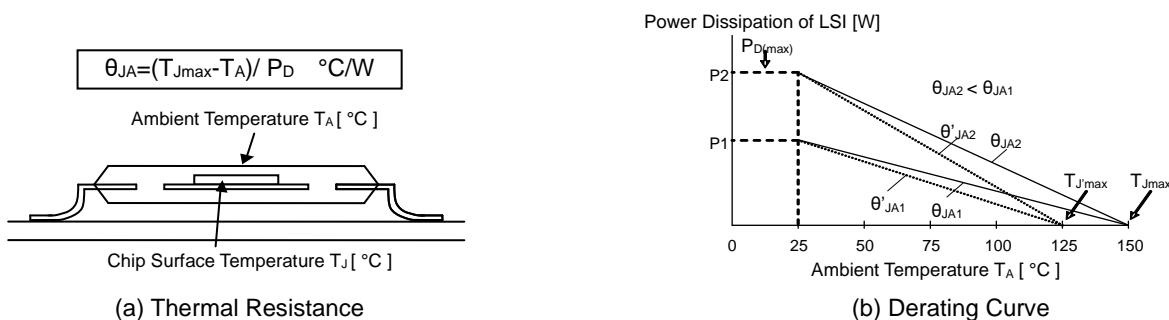 θJA=(TJmax-TA)/ PD °C/W
Ambient Temperature TA [ °C ]
Chip Surface Temperature TJ [ °C ]
(a) Thermal Resistance
Power Dissipation of LSI [W]
PD(max)
P2
θJA2 < θJA1
θ'JA2
θJA2
P1
TJ'max
TJmax
θ'JA1
θJA1
0 25 50 75 100 125 150
Ambient Temperature TA [ °C ]
(b) Derating Curve